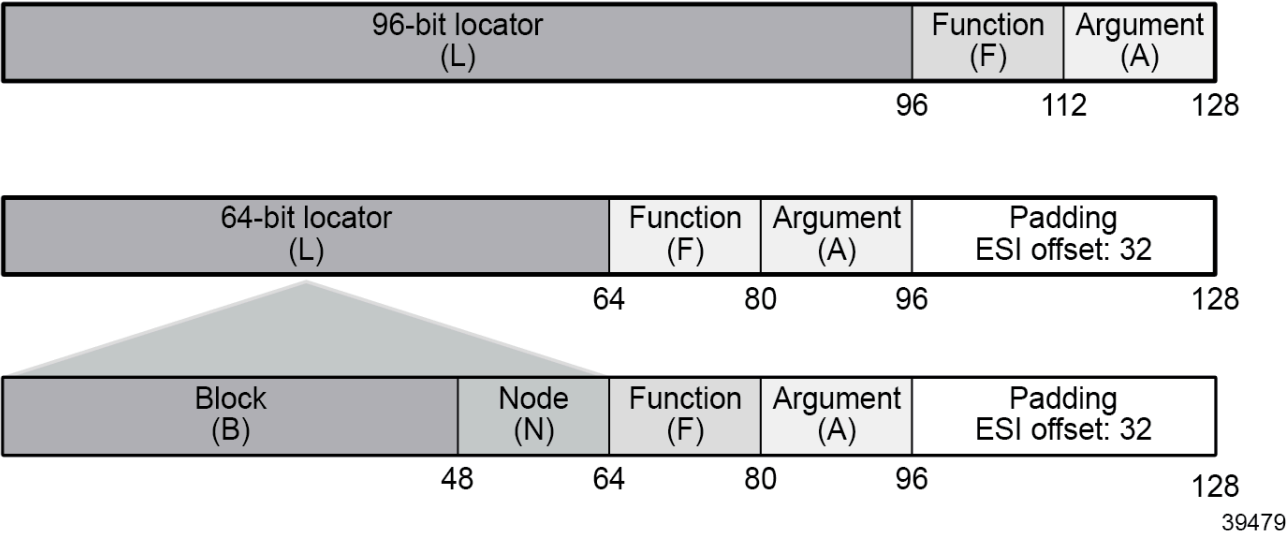 96-bit locator Function Argument
(L) (F) (A)
96 112 128
64-bit locator Function Argument Padding
(L) (F) (A) ESI offset: 32
64 80 96 128
Block Node Function Argument Padding
(B) (N) (F) (A) ESI offset: 32
48 64 80 96 128
39479